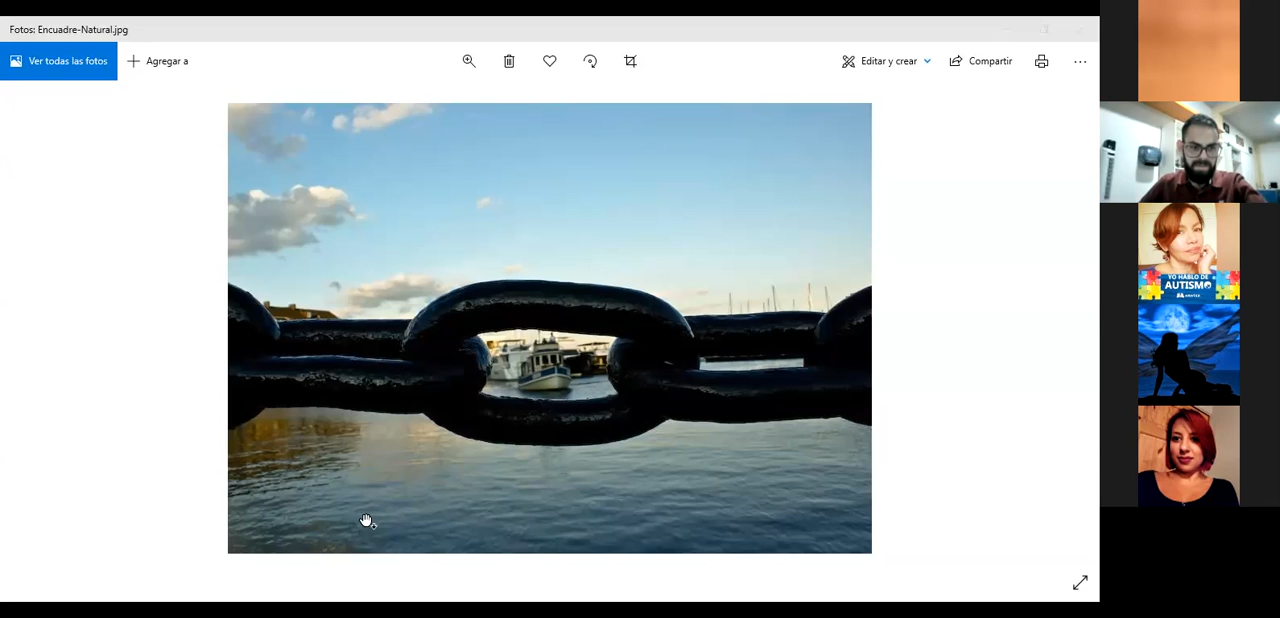 Fotos: Encuadre-Natural.jpg
Ver todas las fotos
Agregar a
Editar y crear
Compartir
YO HABLO DE
AUTISMO